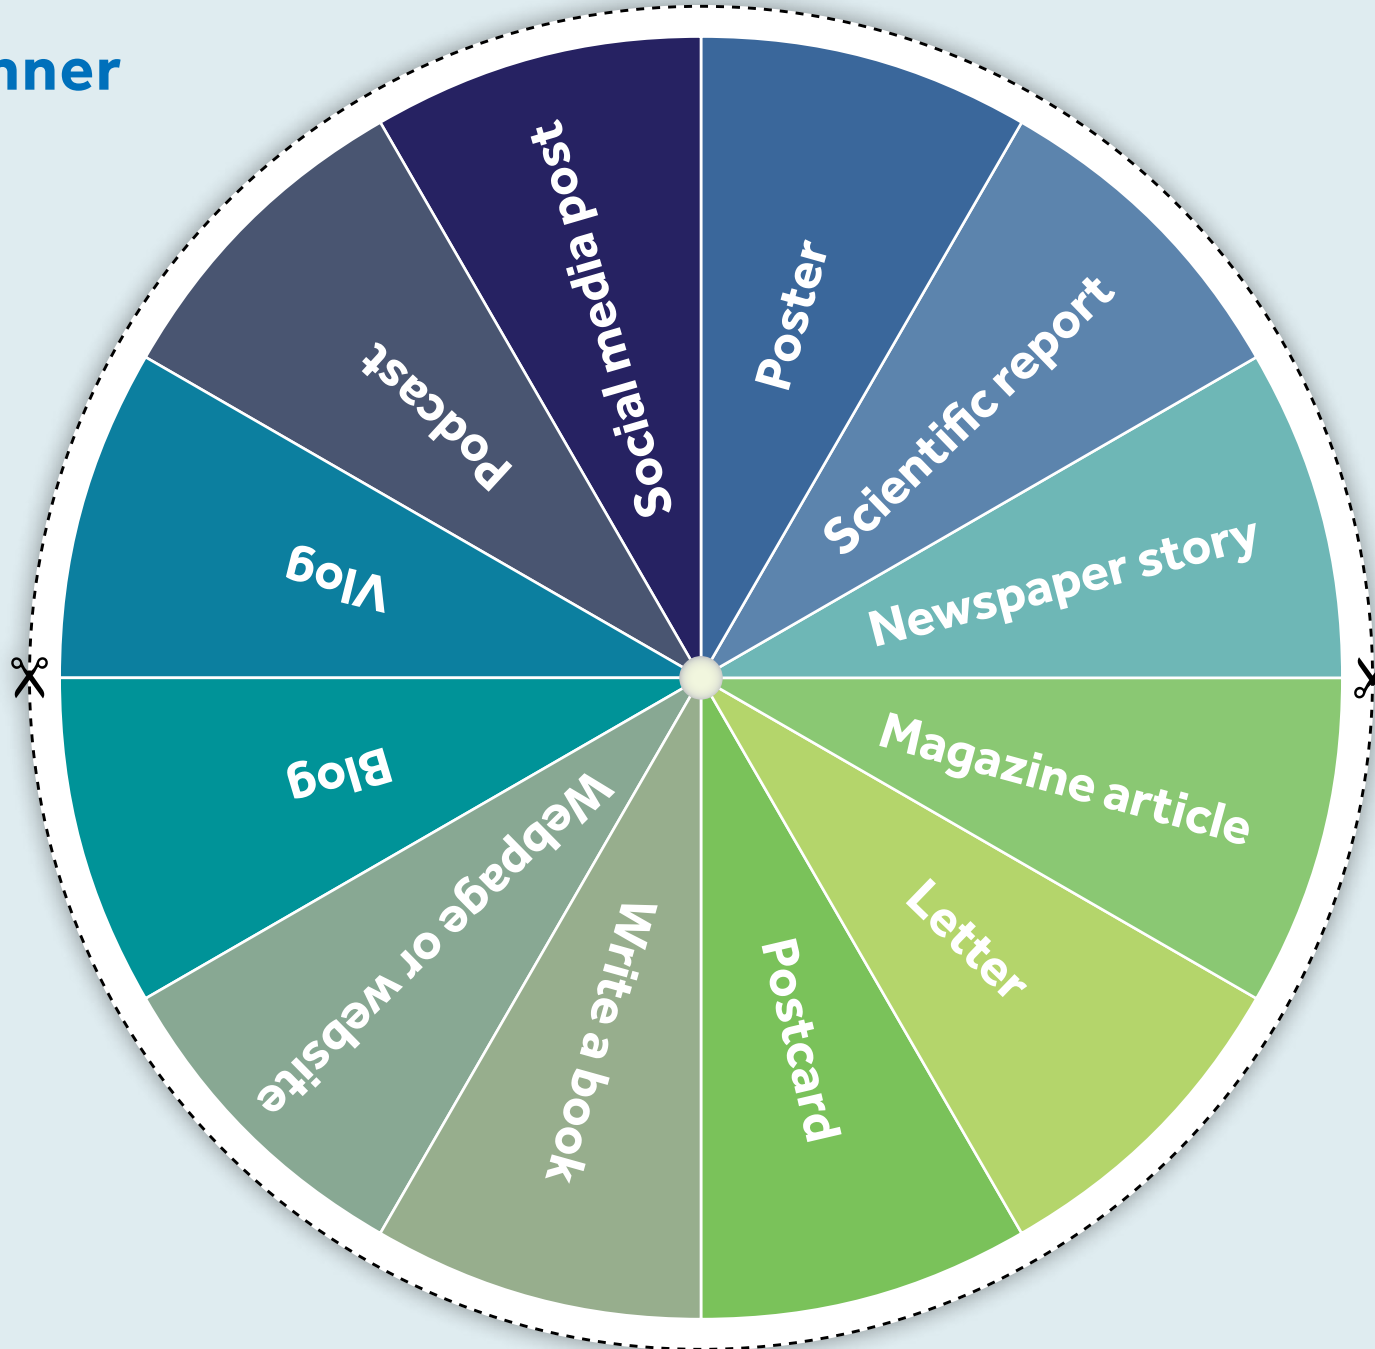 nner
Poster
Scientific report
Newspaper story
Magazine article
Letter
Postcard
Write a book
Webpage or website
Blog
Vlog
Podcast
Social media post